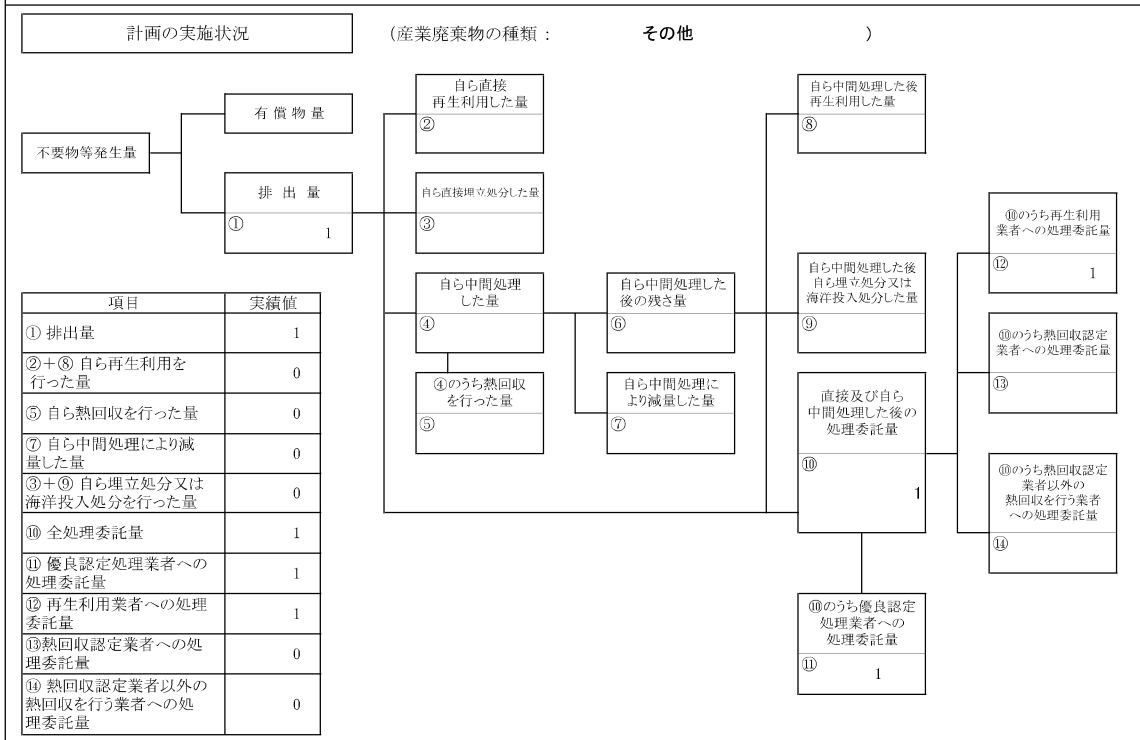 計画の実施状況
(産業廃棄物の種類： その他 )
不要物等発生量
有 償 物 量
排 出 量
①
1
自ら直接
再生利用した量
②
自ら直接埋立処分した量
③
自ら中間処理
した量
④
④のうち熱回収
を行った量
⑤
自ら中間処理した
後の残さ量
⑥
自ら中間処理に
より減量した量
⑦
自ら中間処理した後
再生利用した量
⑧
自ら中間処理した後
自ら埋立処分又は
海洋投入処分した量
⑨
直接及び自ら
中間処理した後の
処理委託量
⑩
1
⑩のうち優良認定
処理業者への
処理委託量
⑪
1
⑩のうち再生利用
業者への処理委託量
⑫
1
⑩のうち熱回収認定
業者への処理委託量
⑬
⑩のうち熱回収認定
業者以外の
熱回収を行う業者
への処理委託量
⑭
項目 実績値
① 排出量 1
②＋⑧ 自ら再生利用を
行った量 0
⑤ 自ら熱回収を行った量 0
⑦ 自ら中間処理により減
量した量 0
③＋⑨ 自ら埋立処分又は
海洋投入処分を行った量 0
⑩ 全処理委託量 1
⑪ 優良認定処理業者への
処理委託量 1
⑫ 再生利用業者への処理
委託量 1
⑬熱回収認定業者への処
理委託量 0
⑭ 熱回収認定業者以外の
熱回収を行う業者への処
理委託量 0